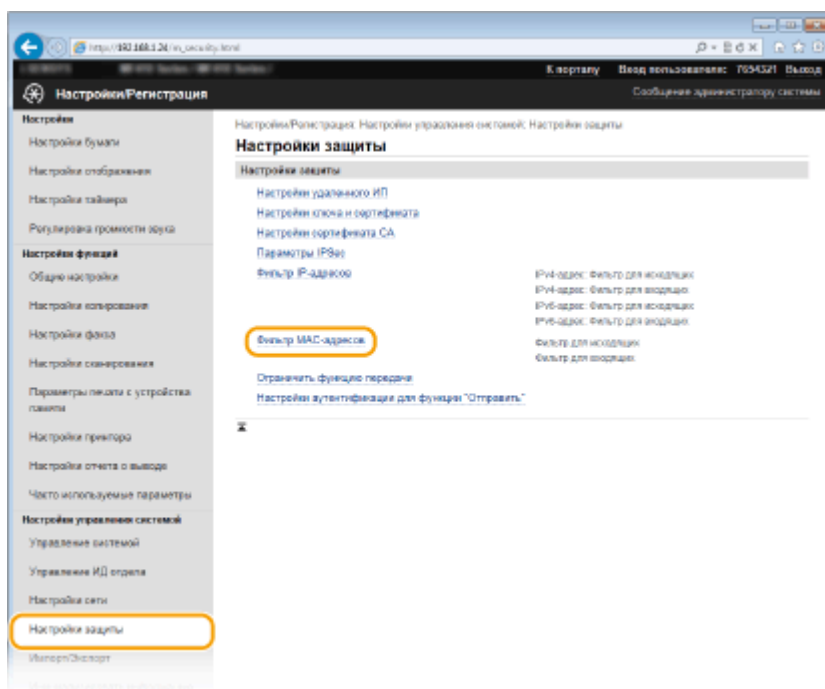 http://192.168.1.24/m_security.html
К порталу Вход пользователя: 7654321 Выход
Настройки/Регистрация
Сообщение администратору системы
Настройки
Настройки бумаги
Настройки отображения
Настройки таймера
Регулировка громкости звука
Настройки функций
Общие настройки
Настройки копирования
Настройки факса
Настройки сканирования
Параметры печати с устройства
памяти
Настройки принтера
Настройки отчета о выводе
Часто используемые параметры
Настройки управления системой
Управление системой
Управление ИД отдела
Настройки сети
Настройки защиты
Импорт/Экспорт
Настройки/Регистрация: Настройки управления системой: Настройки защиты
Настройки защиты
Настройки защиты
Настройки удаленного ИП
Настройки ключа и сертификата
Настройки сертификата CA
Параметры IPSec
Фильтр IP-адресов
IPv4-адрес: Фильтр для исходящих
IPv4-адрес: Фильтр для входящих
IPv6-адрес: Фильтр для исходящих
IPv6-адрес: Фильтр для входящих
Фильтр MAC-адресов
Фильтр для исходящих
Фильтр для входящих
Ограничить функцию передачи
Настройки аутентификации для функции "Отправить"